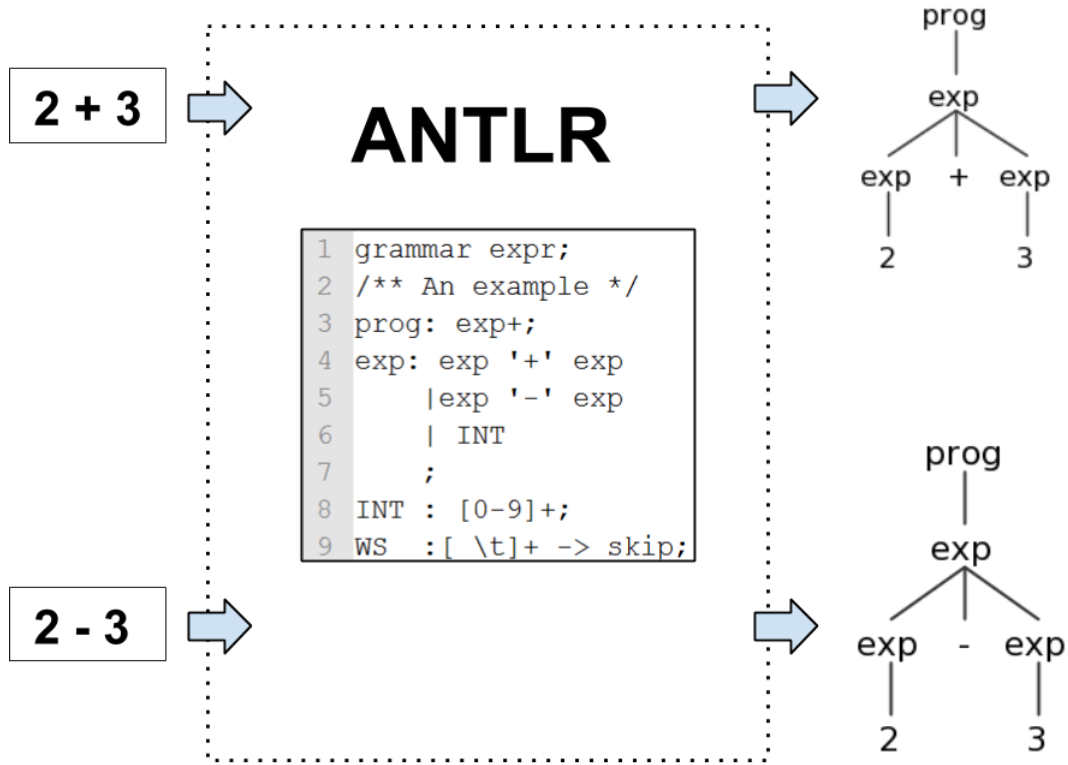 2 + 3
ANTLR
1 grammar expr;
2 /** An example */
3 prog: exp+;
4 exp: exp '+' exp
5     |exp '-' exp
6     | INT
7     ;
8 INT : [0-9]+;
9 WS  :[ \t]+ -> skip;
prog
exp
exp + exp
2 3
2 - 3
prog
exp
exp - exp
2 3